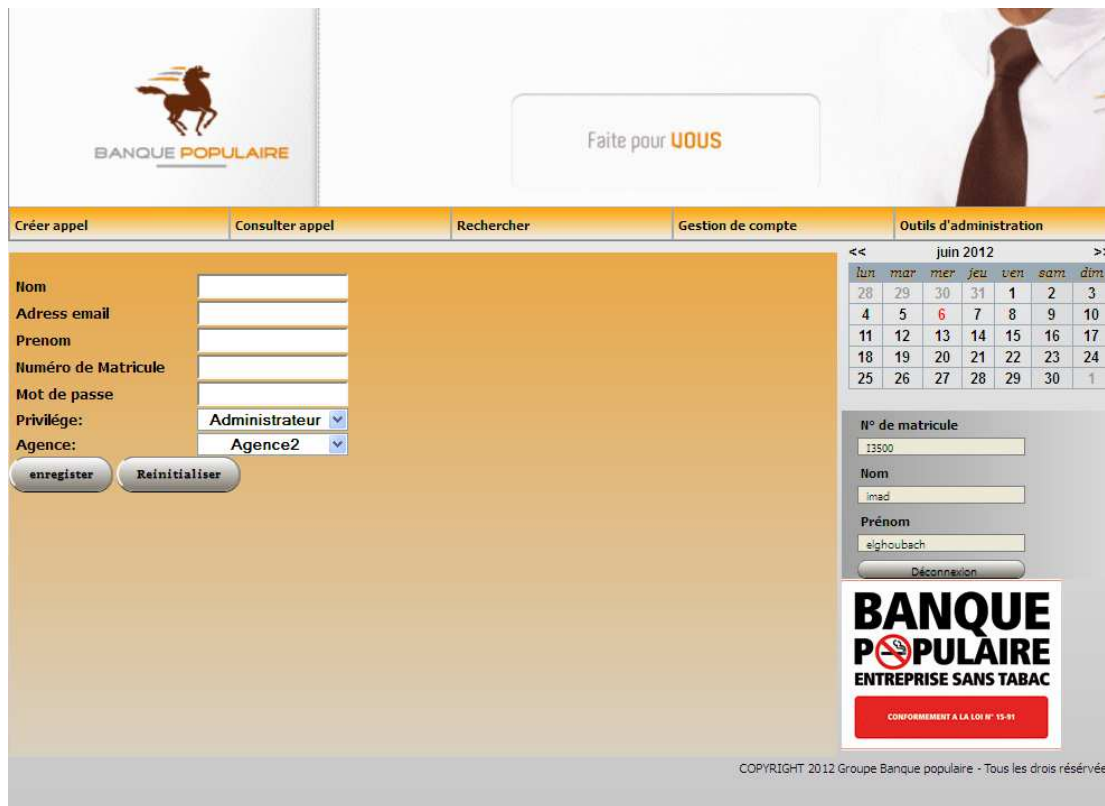 BANQUE POPULAIRE
Faite pour VOUS
Créer appel Consulter appel Rechercher Gestion de compte Outils d'administration
Nom
Adress email
Prenom
Numéro de Matricule
Mot de passe
Privilége: Administrateur
Agence: Agence2
enregister Reinitialiser
<< juin 2012 >>
lun mar mer jeu ven sam dim
28 29 30 31 1 2 3
4 5 6 7 8 9 10
11 12 13 14 15 16 17
18 19 20 21 22 23 24
25 26 27 28 29 30 1
N° de matricule
I3500
Nom
imad
Prénom
elghoubach
Déconnexion
BANQUE
POPULAIRE
ENTREPRISE SANS TABAC
CONFORMEMENT A LA LOI N° 15-91
COPYRIGHT 2012 Groupe Banque populaire - Tous les drois résérvée